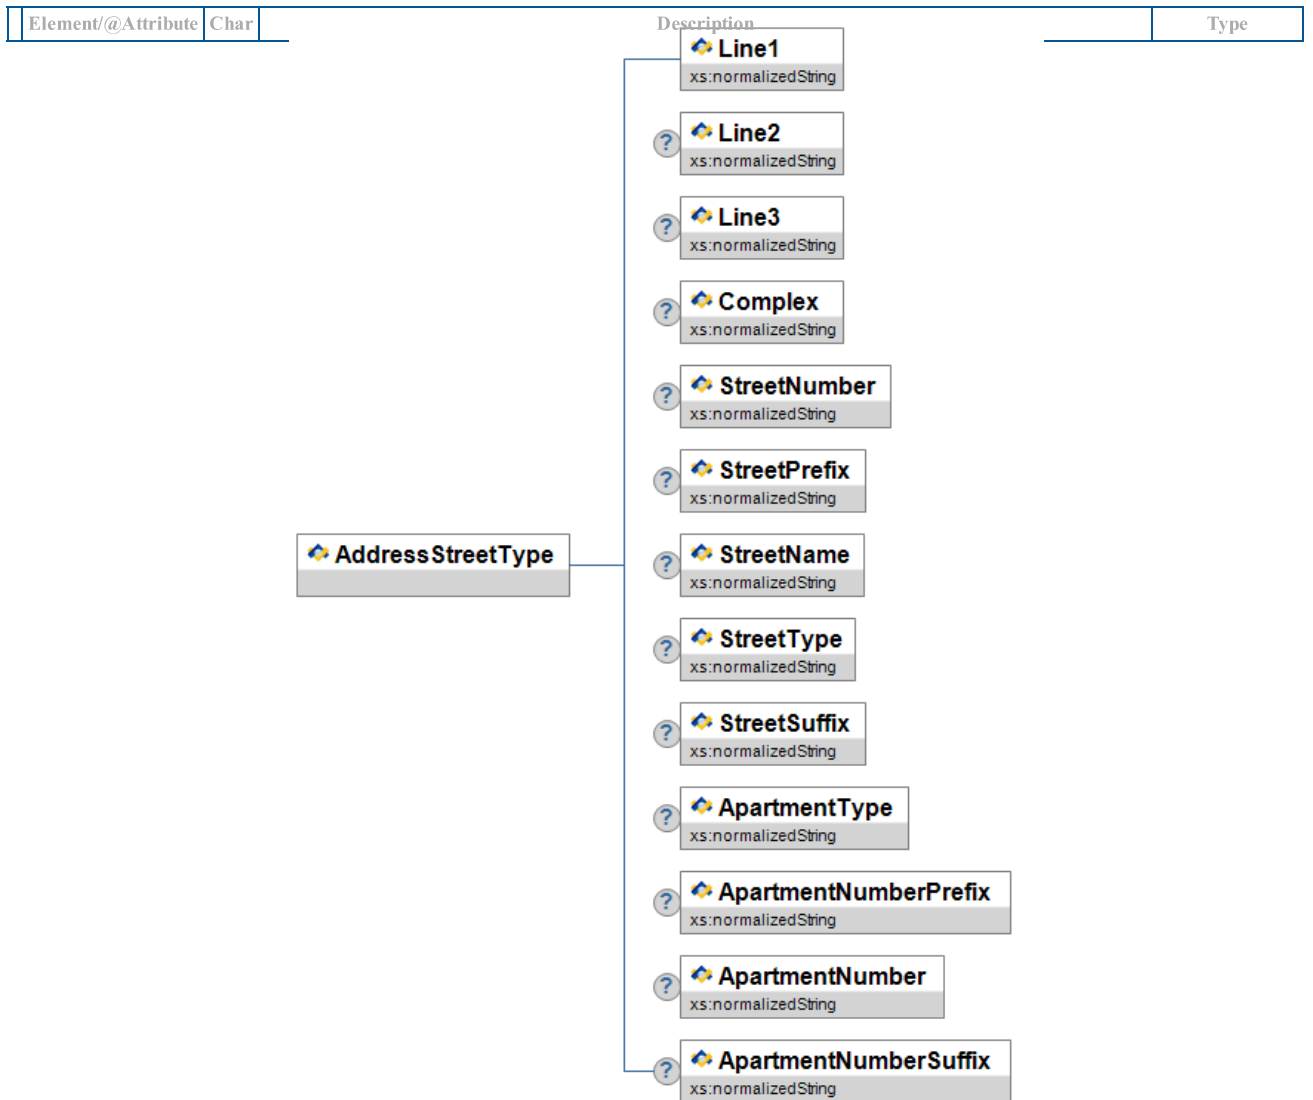 Element/@Attribute Char Description Type
Line1
xs:normalizedString
? Line2
xs:normalizedString
? Line3
xs:normalizedString
? Complex
xs:normalizedString
? StreetNumber
xs:normalizedString
? StreetPrefix
xs:normalizedString
AddressStreetType
? StreetName
xs:normalizedString
? StreetType
xs:normalizedString
? StreetSuffix
xs:normalizedString
? ApartmentType
xs:normalizedString
? ApartmentNumberPrefix
xs:normalizedString
? ApartmentNumber
xs:normalizedString
? ApartmentNumberSuffix
xs:normalizedString